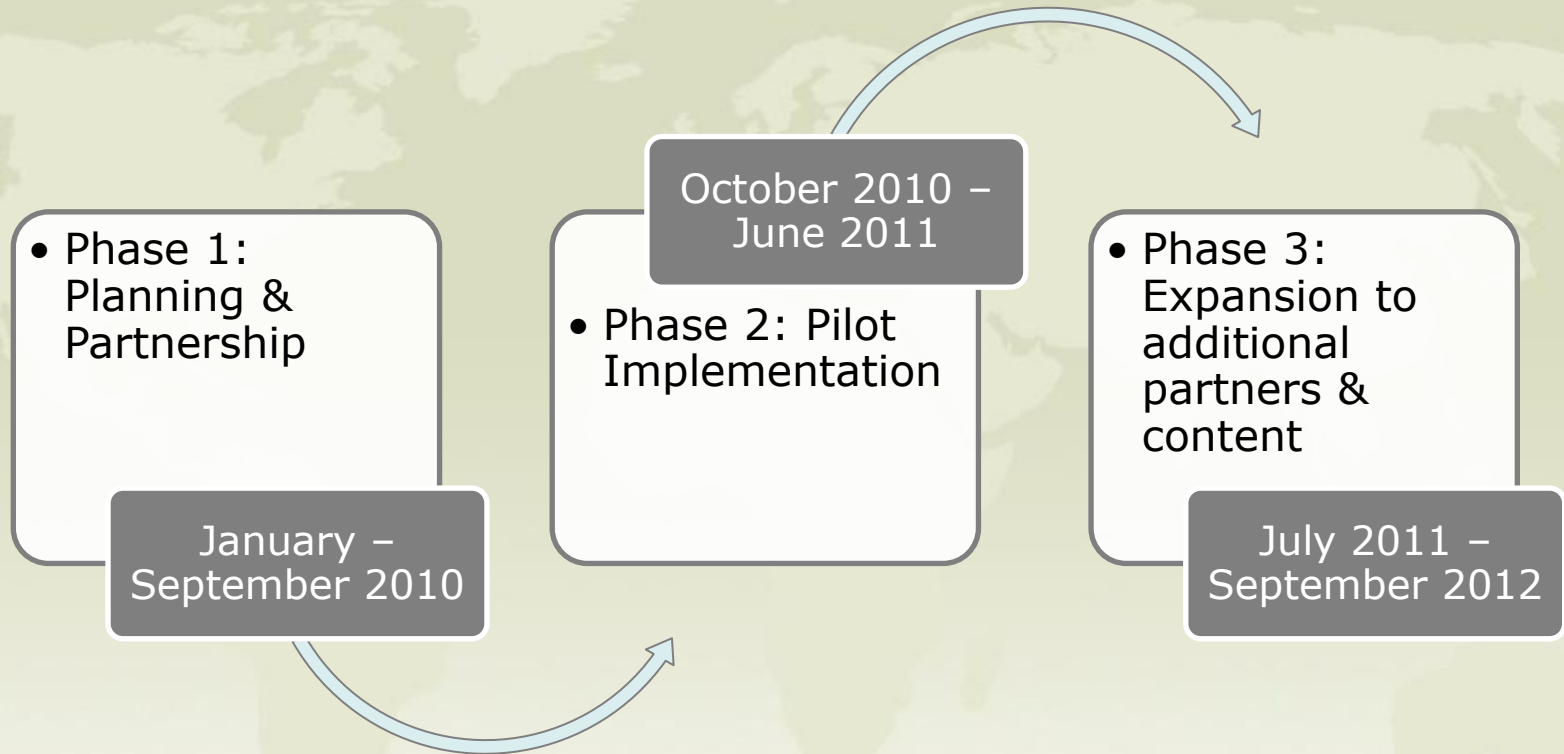 • Phase 1:
Planning &
Partnership
January –
September 2010
October 2010 –
June 2011
• Phase 2: Pilot
Implementation
• Phase 3:
Expansion to
additional
partners &
content
July 2011 –
September 2012